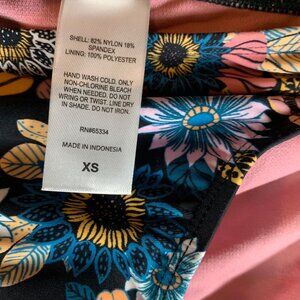 SHELL: 82% NYLON 18%
SPANDEX
LINING: 100% POLYESTER
HAND WASH COLD. ONLY
NON-CHLORINE BLEACH
WHEN NEEDED. DO NOT
WRING OR TWIST. LINE DRY
IN SHADE. DO NOT IRON.
RN#65334
MADE IN INDONESIA
XS